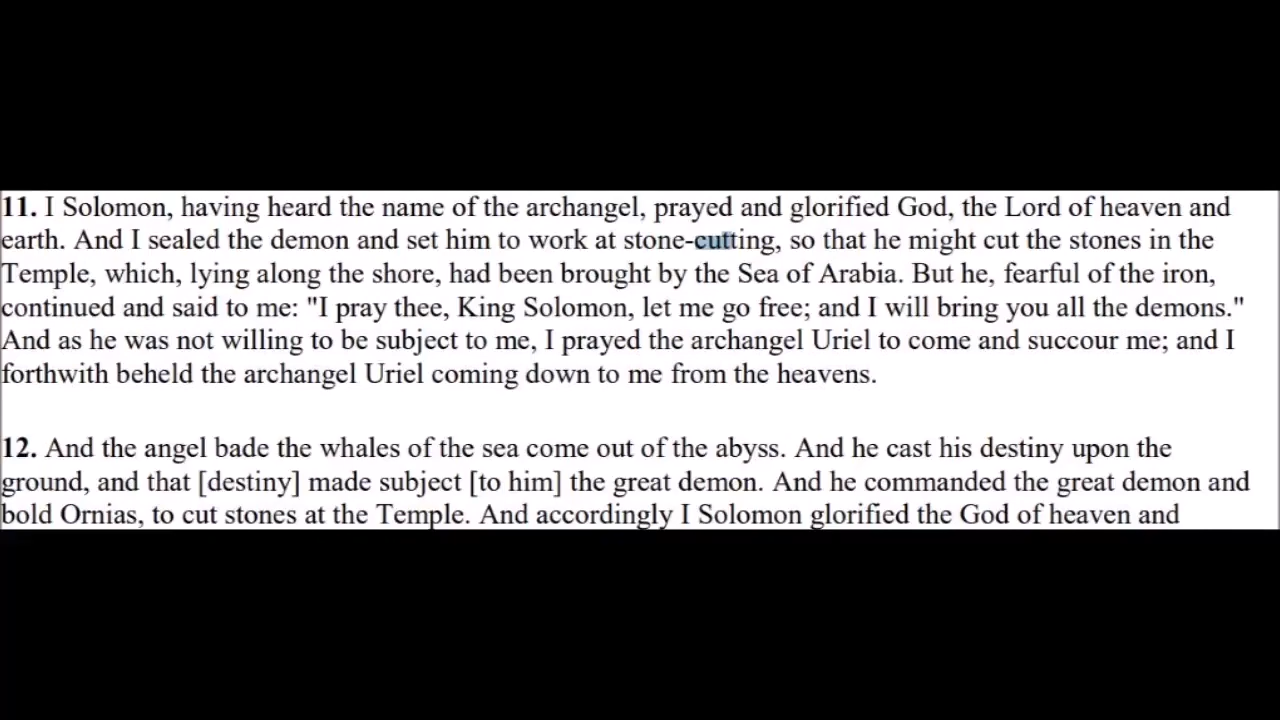 11. I Solomon, having heard the name of the archangel, prayed and glorified God, the Lord of heaven and
earth. And I sealed the demon and set him to work at stone-cutting, so that he might cut the stones in the
Temple, which, lying along the shore, had been brought by the Sea of Arabia. But he, fearful of the iron,
continued and said to me: "I pray thee, King Solomon, let me go free; and I will bring you all the demons."
And as he was not willing to be subject to me, I prayed the archangel Uriel to come and succour me; and I
forthwith beheld the archangel Uriel coming down to me from the heavens.
12. And the angel bade the whales of the sea come out of the abyss. And he cast his destiny upon the
ground, and that [destiny] made subject [to him] the great demon. And he commanded the great demon and
bold Ornias, to cut stones at the Temple. And accordingly I Solomon glorified the God of heaven and